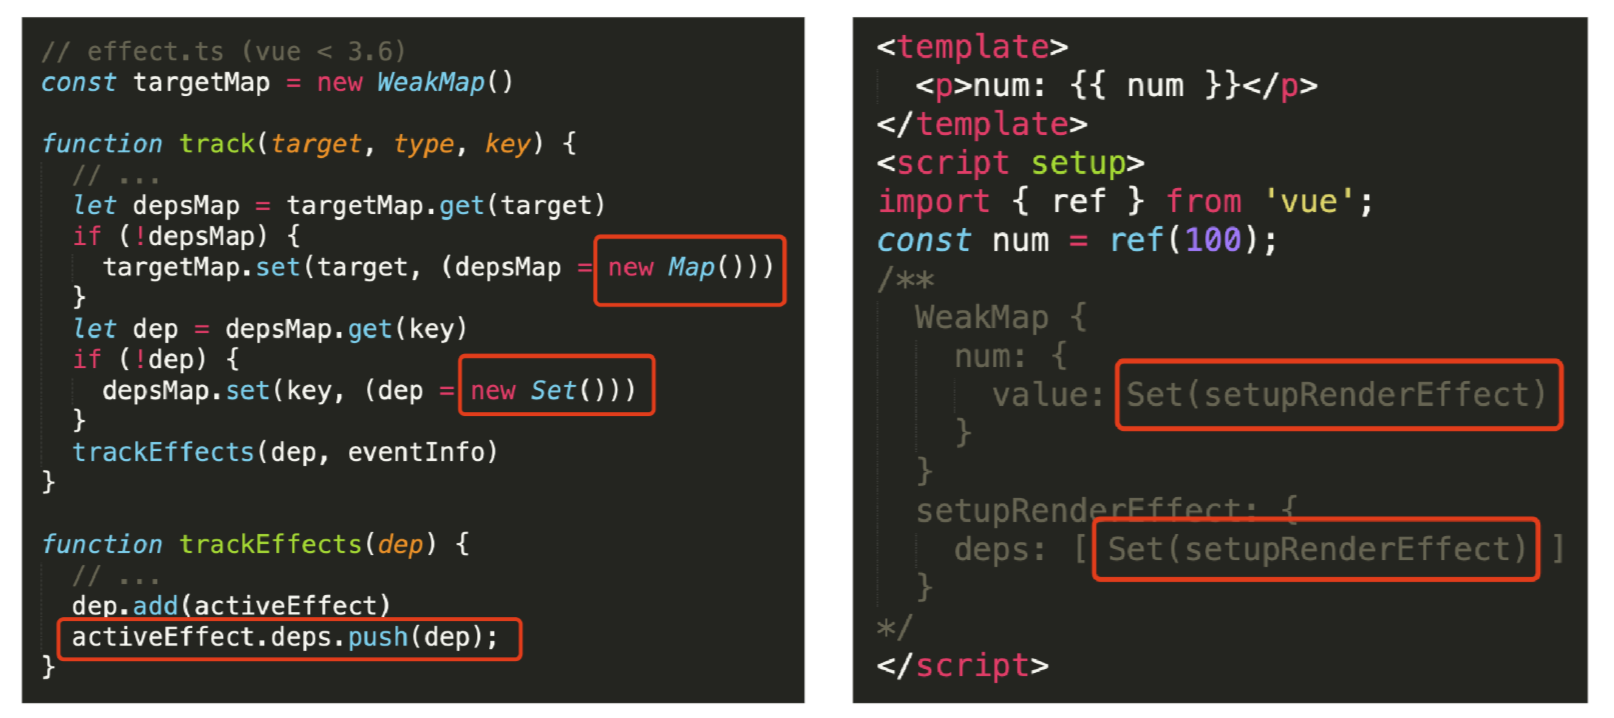 // effect.ts (vue < 3.6)
const targetMap = new WeakMap()
function track(target, type, key) {
// ...
let depsMap = targetMap.get(target)
if (!depsMap) {
targetMap.set(target, (depsMap = new Map()))
}
let dep = depsMap.get(key)
if (!dep) {
depsMap.set(key, (dep = new Set()))
}
trackEffects(dep, eventInfo)
}
function trackEffects(dep) {
// ...
dep.add(activeEffect)
activeEffect.deps.push(dep);
}
<template>
<p>num: {{ num }}</p>
</template>
<script setup>
import { ref } from 'vue';
const num = ref(100);
/**
WeakMap {
num: {
value: Set(setupRenderEffect)
}
}
setupRenderEffect: {
deps: [ Set(setupRenderEffect) ]
}
*/
</script>